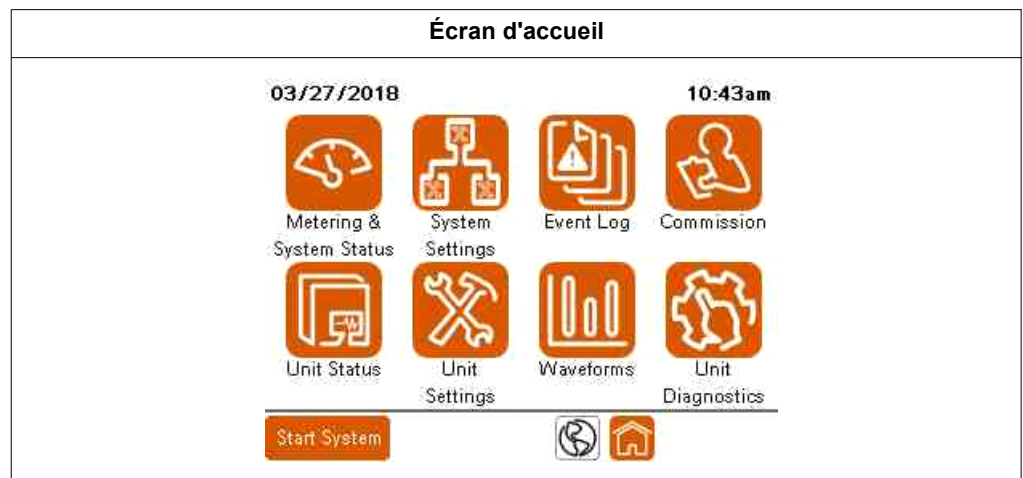 Écran d'accueil
03/27/2018 10:43am
Metering & System Status
System Settings
Event Log
Commission
Unit Status
Unit Settings
Waveforms
Unit Diagnostics
Start System